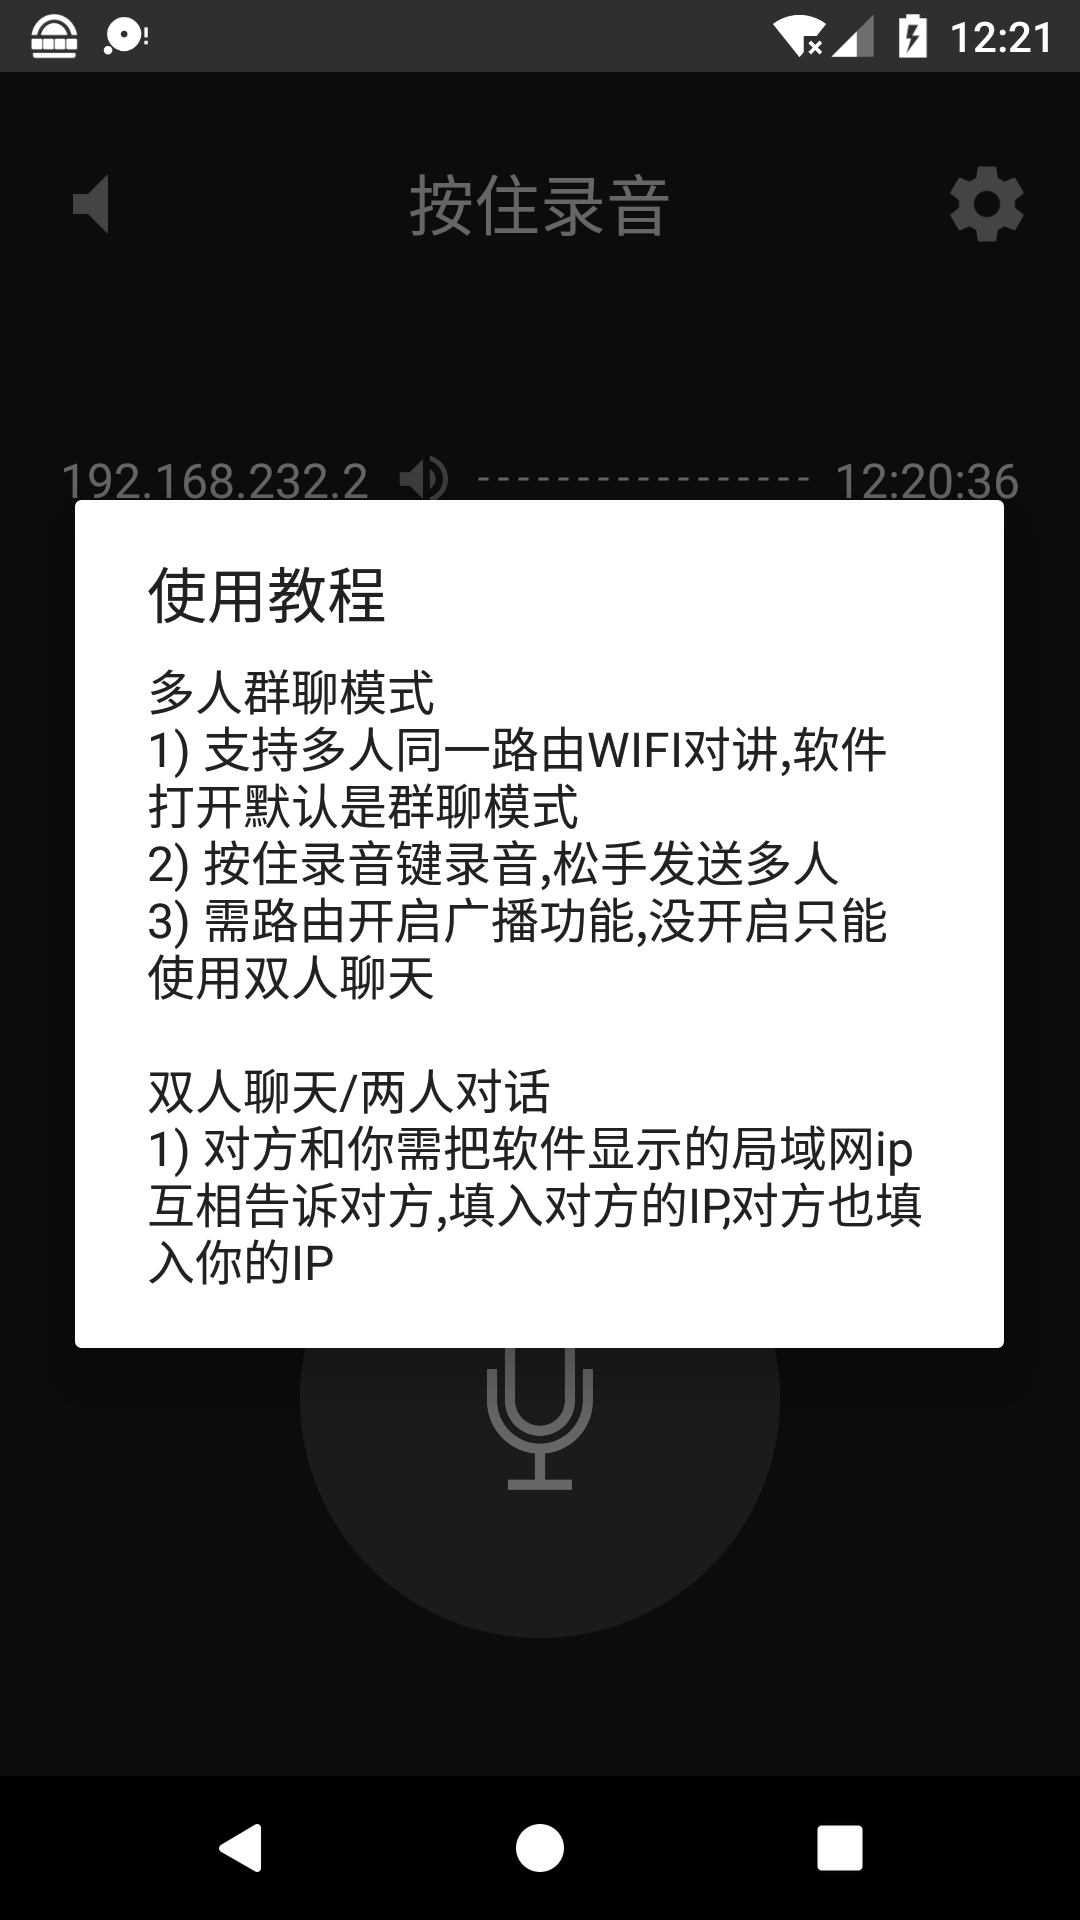 12:21
按住录音
192.168.232.2 ----------------- 12:20:36
使用教程
多人群聊模式
1) 支持多人同一路由WIFI对讲,软件
打开默认是群聊模式
2) 按住录音键录音,松手发送多人
3) 需路由开启广播功能,没开启只能
使用双人聊天
双人聊天/两人对话
1) 对方和你需把软件显示的局域网ip
互相告诉对方,填入对方的IP,对方也填
入你的IP